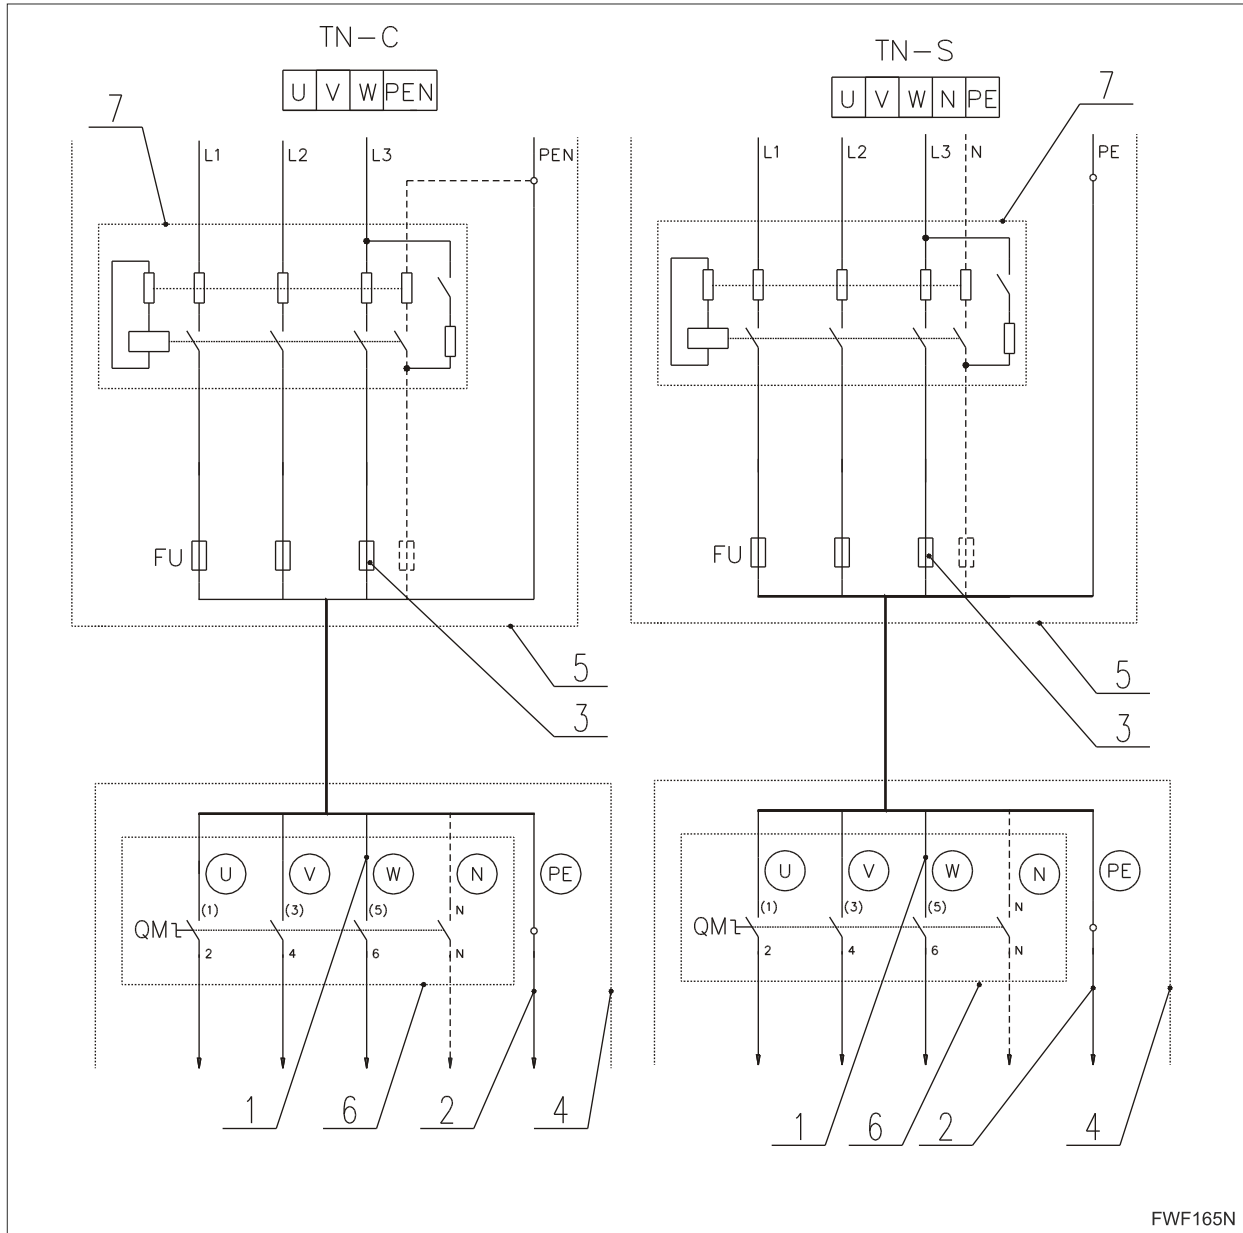 TN-C
U V W PEN
7
L1 L2 L3 PEN
FU
5
3
U V W N PE
(1) (3) (5) N
QM
2 4 6 N
1 6 2 4
TN-S
U V W N PE
7
L1 L2 L3 N PE
FU
5
3
U V W N PE
(1) (3) (5) N
QM
2 4 6 N
1 6 2 4
FWF165N